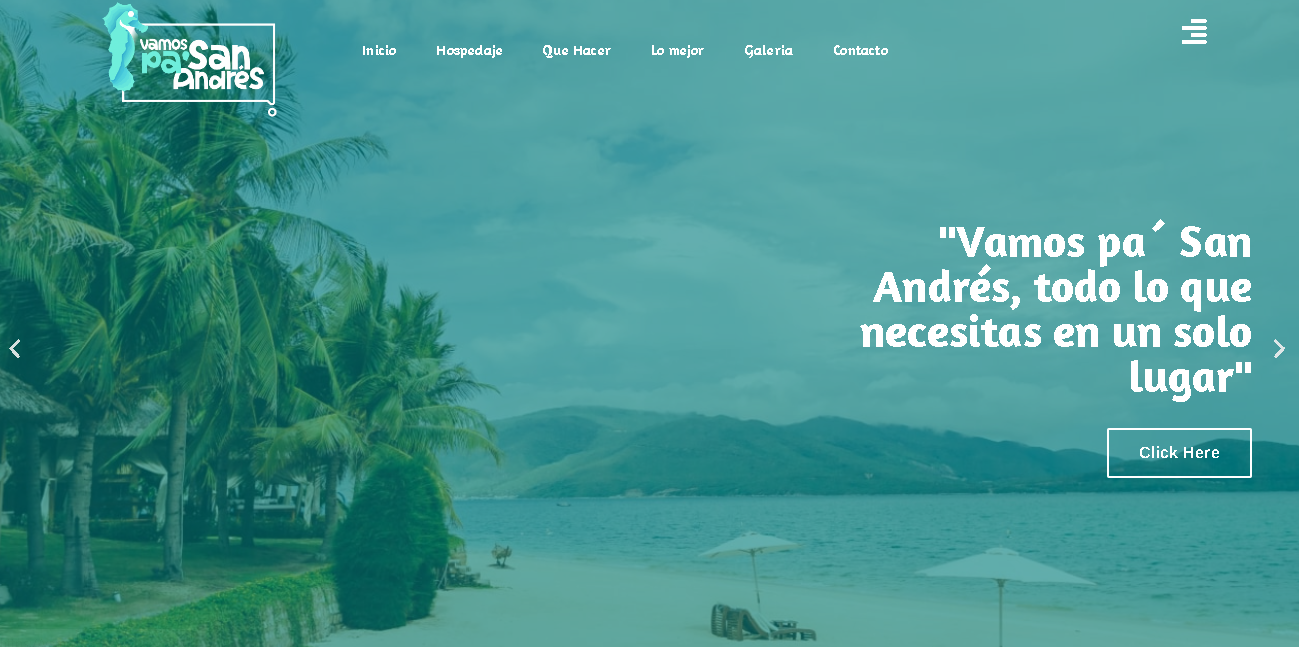 vamos
pa' San
Andrés
Inicio
Hospedaje
Que Hacer
Lo mejor
Galeria
Contacto
"Vamos pa´ San
Andrés, todo lo que
necesitas en un solo
lugar"
Click Here